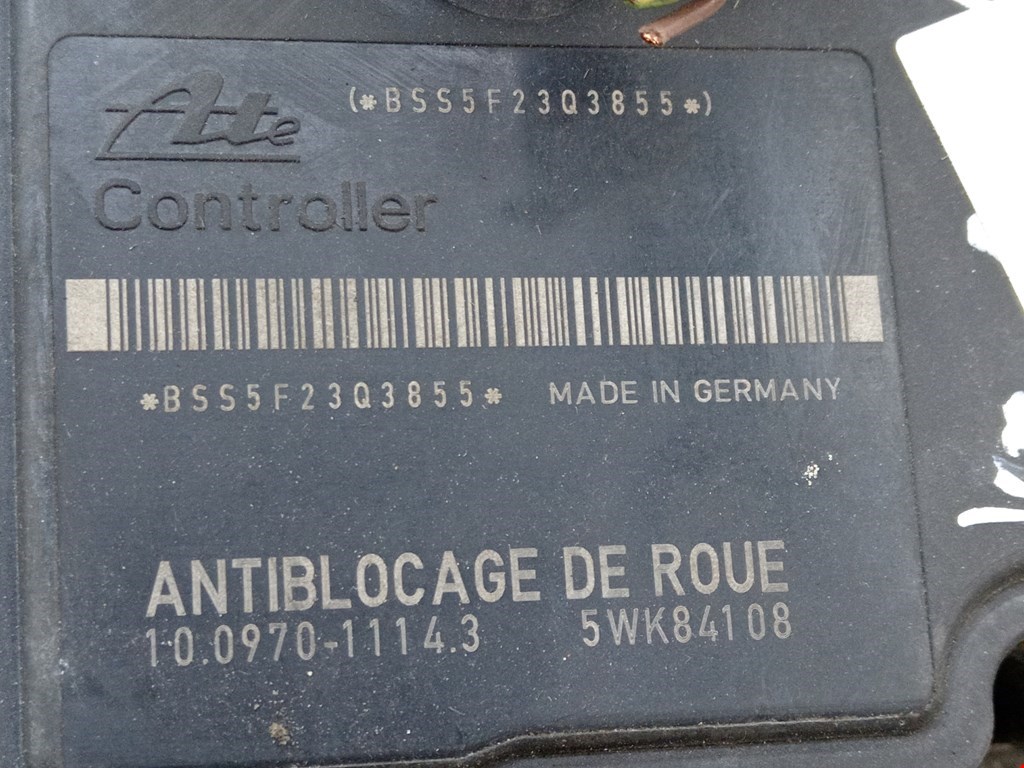 Ate
(*BSS5F23Q3855*)
Controller
*BSS5F23Q3855*
MADE IN GERMANY
ANTIBLOCAGE DE ROUE
10.0970-1114.3
5WK84108